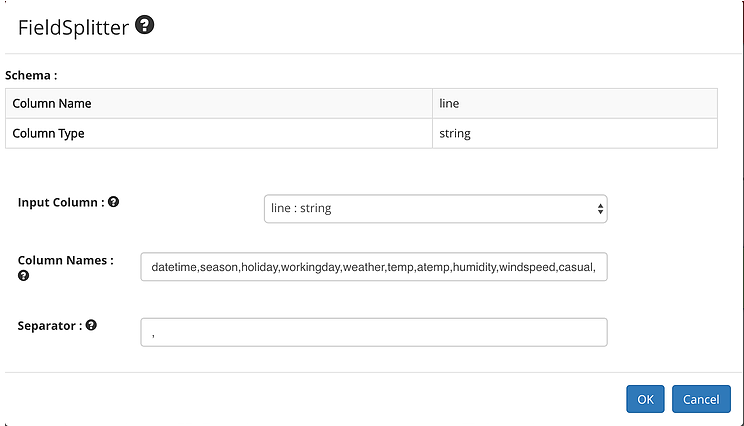 FieldSplitter ?
Schema :
Column Name line
Column Type string
Input Column : ?
line : string
Column Names :
?
datetime,season,holiday,workingday,weather,temp,atemp,humidity,windspeed,casual,
Separator : ?
,
OK Cancel